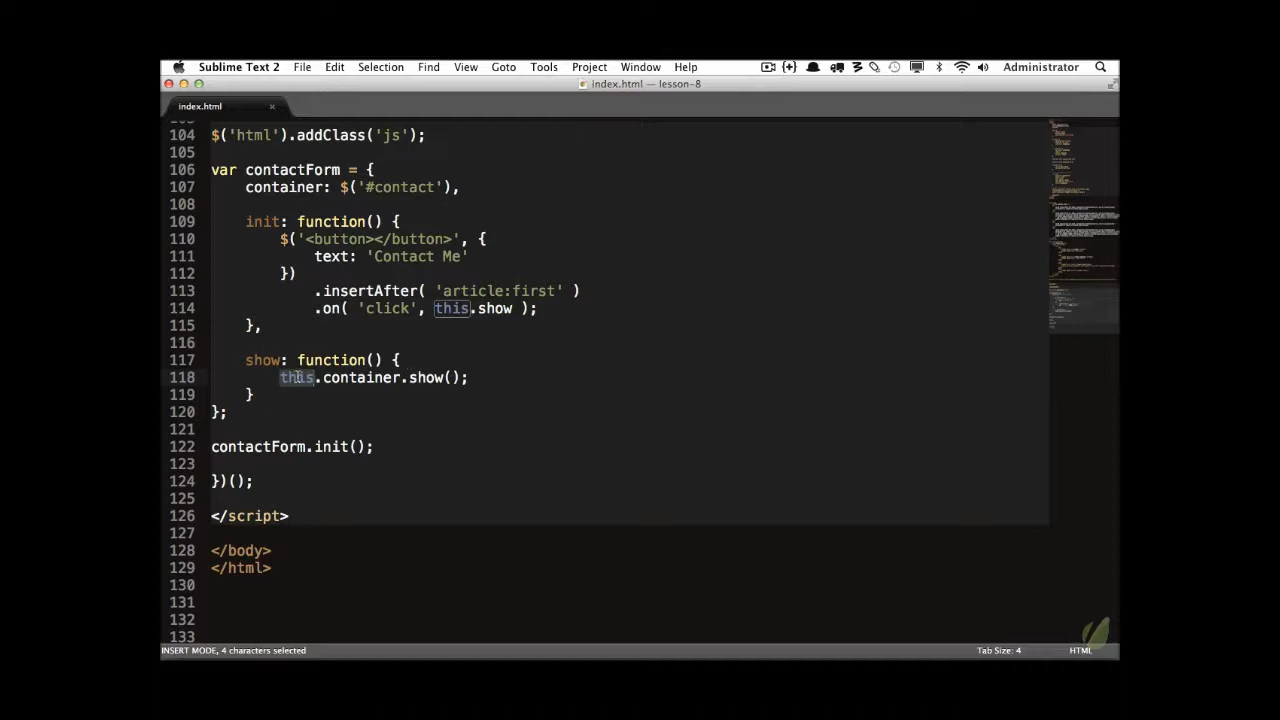 Sublime Text 2 File Edit Selection Find View Goto Tools Project Window Help Administrator
index.html — lesson-8
index.html ×
103
104 $('html').addClass('js');
105
106 var contactForm = {
107     container: $('#contact'),
108
109     init: function() {
110         $('<button></button>', {
111             text: 'Contact Me'
112         })
113             .insertAfter( 'article:first' )
114             .on( 'click', this.show );
115     },
116
117     show: function() {
118         this.container.show();
119     }
120 };
121
122 contactForm.init();
123
124 })();
125
126 </script>
127
128 </body>
129 </html>
130
131
132
133
INSERT MODE, 4 characters selected Tab Size: 4 HTML